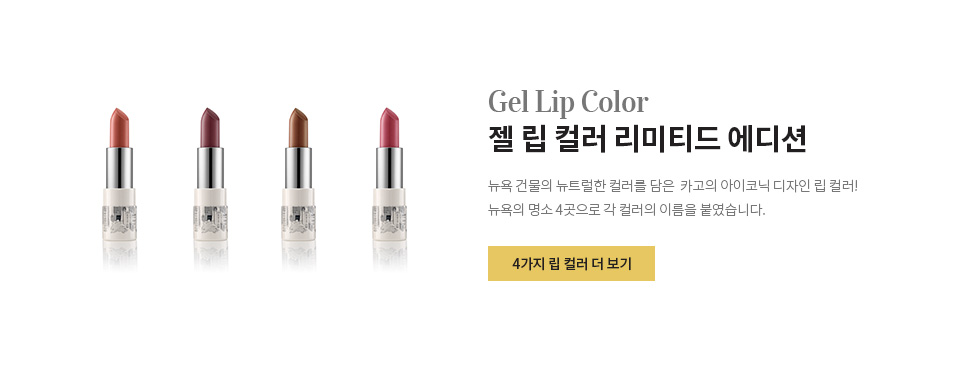 Gel Lip Color
젤 립 컬러 리미티드 에디션
뉴욕 건물의 뉴트럴한 컬러를 담은 카고의 아이코닉 디자인 립 컬러!
뉴욕의 명소 4곳으로 각 컬러의 이름을 붙였습니다.
4가지 립 컬러 더 보기